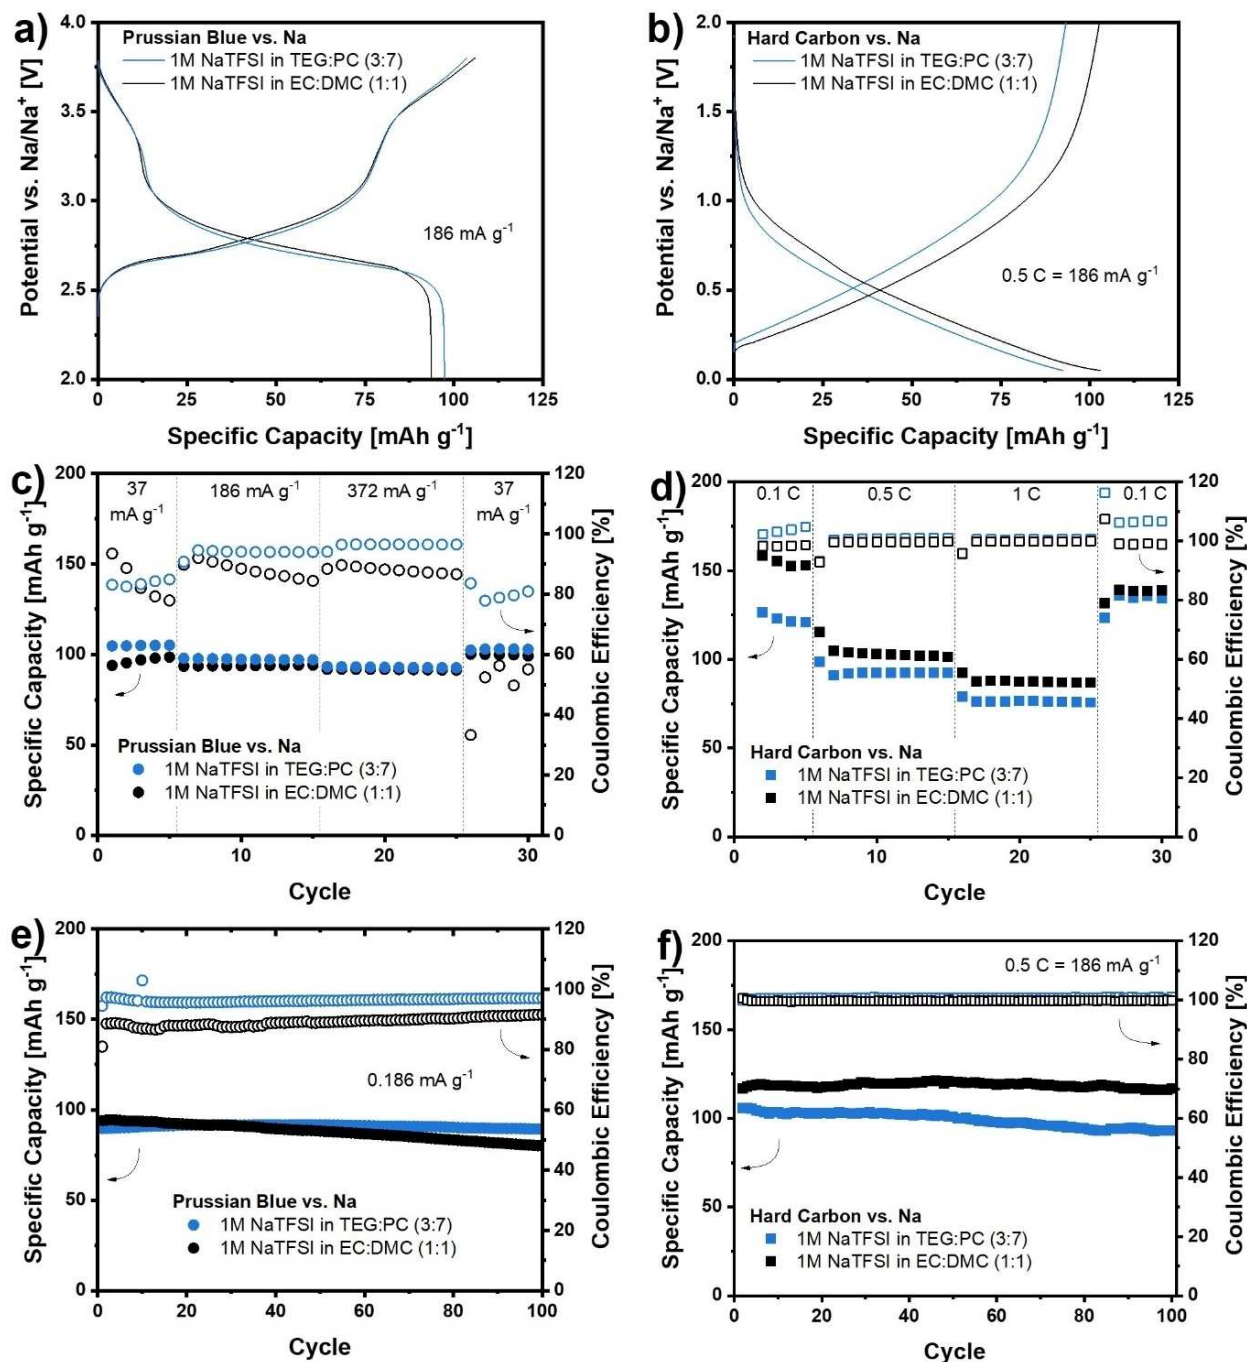 a)
Prussian Blue vs. Na
1M NaTFSI in TEG:PC (3:7)
1M NaTFSI in EC:DMC (1:1)
186 mA g⁻¹
Potential vs. Na/Na⁺ [V]
4.0
3.5
3.0
2.5
2.0
0 25 50 75 100 125
Specific Capacity [mAh g⁻¹]
b)
Hard Carbon vs. Na
1M NaTFSI in TEG:PC (3:7)
1M NaTFSI in EC:DMC (1:1)
0.5 C = 186 mA g⁻¹
Potential vs. Na/Na⁺ [V]
2.0
1.5
1.0
0.5
0.0
0 25 50 75 100 125
Specific Capacity [mAh g⁻¹]
c)
37 mA g⁻¹
186 mA g⁻¹
372 mA g⁻¹
37 mA g⁻¹
Prussian Blue vs. Na
1M NaTFSI in TEG:PC (3:7)
1M NaTFSI in EC:DMC (1:1)
Specific Capacity [mAh g⁻¹]
200
150
100
50
0
Coulombic Efficiency [%]
120
100
80
60
40
20
0
0 10 20 30
Cycle
d)
0.1 C
0.5 C
1 C
0.1 C
Hard Carbon vs. Na
1M NaTFSI in TEG:PC (3:7)
1M NaTFSI in EC:DMC (1:1)
Specific Capacity [mAh g⁻¹]
200
150
100
50
0
Coulombic Efficiency [%]
120
100
80
60
40
20
0
0 10 20 30
Cycle
e)
0.186 mA g⁻¹
Prussian Blue vs. Na
1M NaTFSI in TEG:PC (3:7)
1M NaTFSI in EC:DMC (1:1)
Specific Capacity [mAh g⁻¹]
200
150
100
50
0
Coulombic Efficiency [%]
120
100
80
60
40
20
0
0 20 40 60 80 100
Cycle
f)
0.5 C = 186 mA g⁻¹
Hard Carbon vs. Na
1M NaTFSI in TEG:PC (3:7)
1M NaTFSI in EC:DMC (1:1)
Specific Capacity [mAh g⁻¹]
200
150
100
50
0
Coulombic Efficiency [%]
120
100
80
60
40
20
0
0 20 40 60 80 100
Cycle